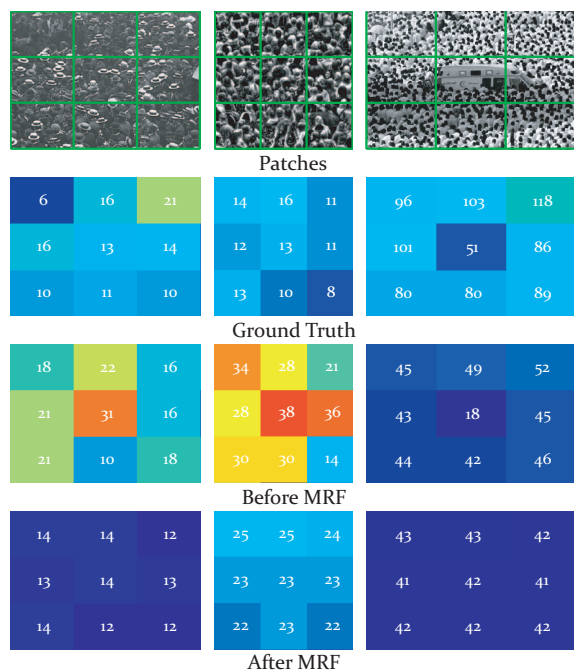 Patches
6 16 21 14 16 11 96 103 118
16 13 14 12 13 11 101 51 86
10 11 10 13 10 8 80 80 89
Ground Truth
18 22 16 34 28 21 45 49 52
21 31 16 28 38 36 43 18 45
21 10 18 30 30 14 44 42 46
Before MRF
14 14 12 25 25 24 43 43 42
13 14 13 23 23 23 41 42 41
14 12 12 22 23 22 42 42 42
After MRF